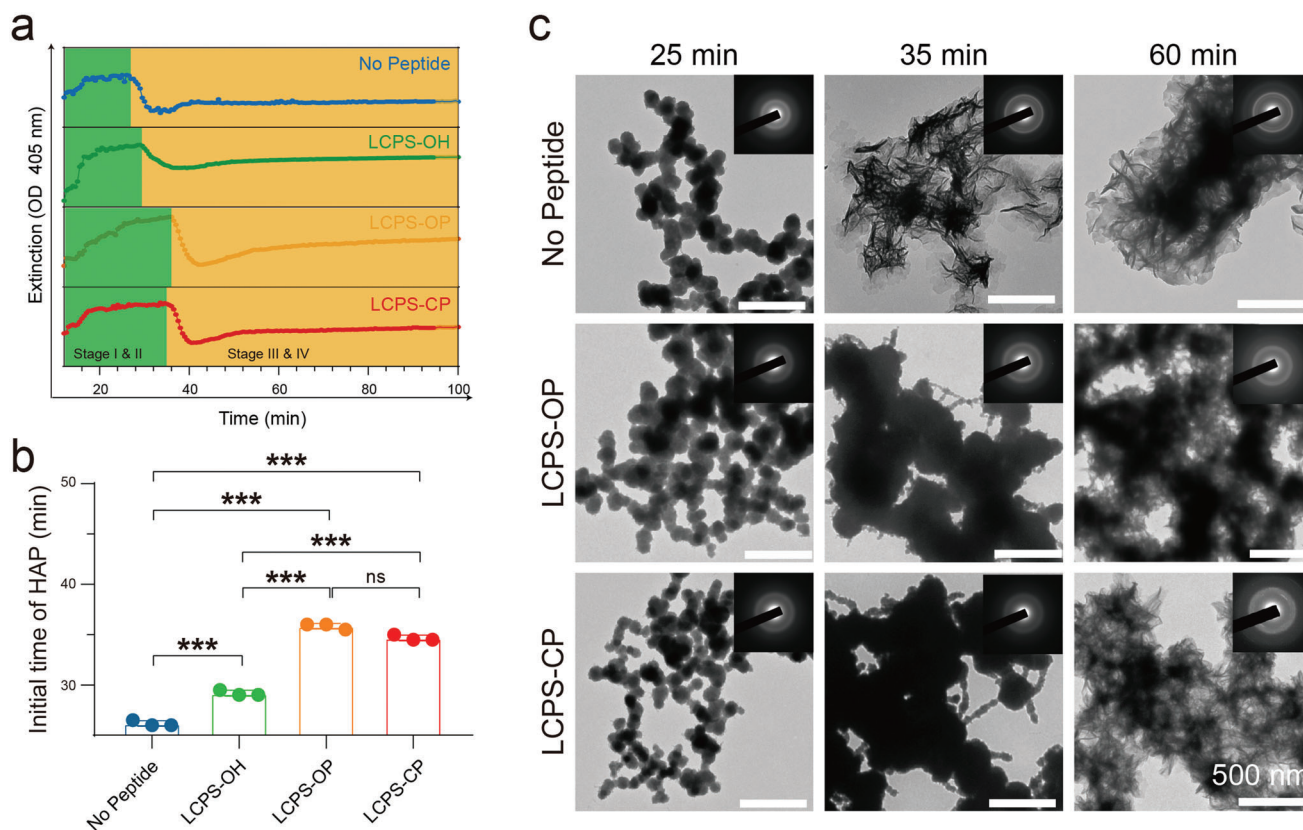 a
Extinction (OD 405 nm)
No Peptide
LCPS-OH
LCPS-OP
LCPS-CP
Stage I & II
Stage III & IV
20
40
60
80
100
Time (min)
b
Initial time of HAP (min)
50
40
30
***
***
***
***
ns
***
No Peptide
LCPS-OH
LCPS-OP
LCPS-CP
c
25 min
35 min
60 min
No Peptide
LCPS-OP
LCPS-CP
500 nm